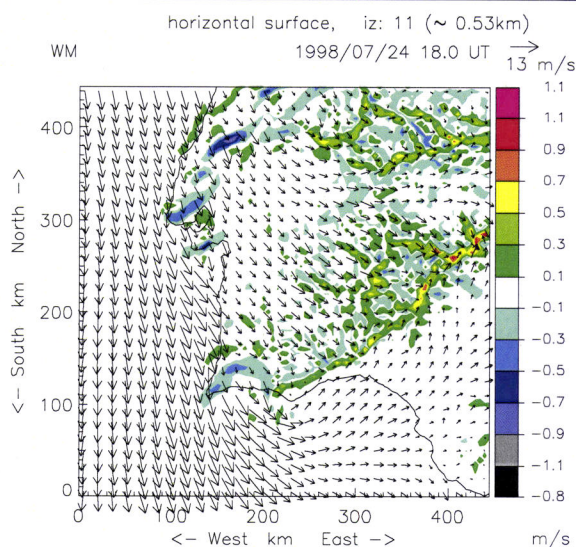 horizontal surface, iz: 11 (~ 0.53km)
WM 1998/07/24 18.0 UT
13 m/s
400
300
200
100
0
<- South km North ->
0 100 200 300 400
<- West km East ->
1.1
1.1
0.9
0.7
0.5
0.3
0.1
-0.1
-0.3
-0.5
-0.7
-0.9
-1.1
-0.8
m/s